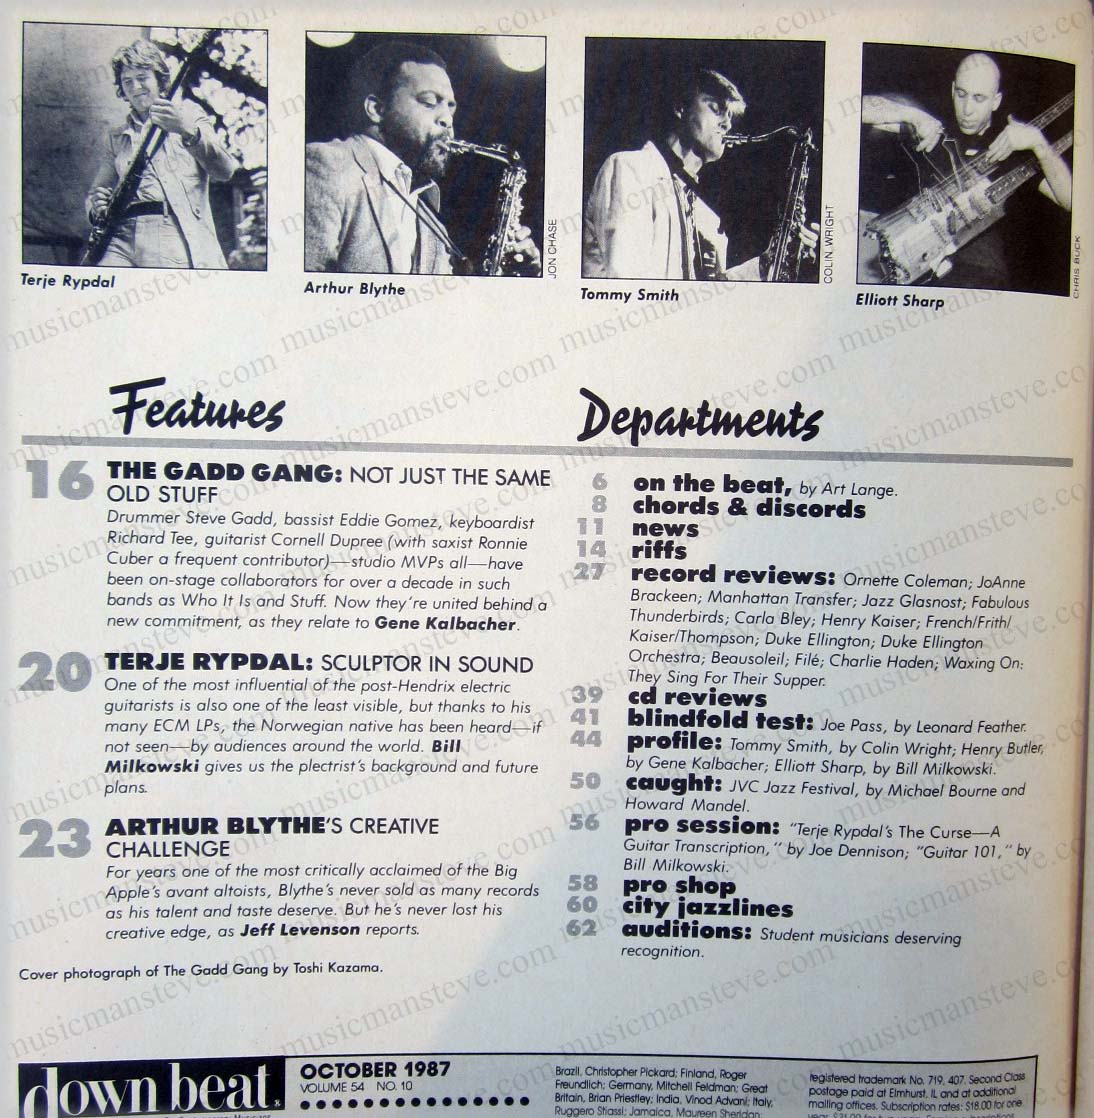 JON CHASE
COLIN WRIGHT
CHRIS BUCK
Terje Rypdal
Arthur Blythe
Tommy Smith
Elliott Sharp
Features
16 THE GADD GANG: NOT JUST THE SAME
OLD STUFF
Drummer Steve Gadd, bassist Eddie Gomez, keyboardist
Richard Tee, guitarist Cornell Dupree (with saxist Ronnie
Cuber a frequent contributor)—studio MVPs all—have
been on-stage collaborators for over a decade in such
bands as Who It Is and Stuff. Now they're united behind a
new commitment, as they relate to Gene Kalbacher.
20 TERJE RYPDAL: SCULPTOR IN SOUND
One of the most influential of the post-Hendrix electric
guitarists is also one of the least visible, but thanks to his
many ECM LPs, the Norwegian native has been heard—if
not seen—by audiences around the world. Bill
Milkowski gives us the plectrist's background and future
plans.
23 ARTHUR BLYTHE'S CREATIVE
CHALLENGE
For years one of the most critically acclaimed of the Big
Apple's avant altoists, Blythe's never sold as many records
as his talent and taste deserve. But he's never lost his
creative edge, as Jeff Levenson reports.
Cover photograph of The Gadd Gang by Toshi Kazama.
Departments
6 on the beat, by Art Lange.
8 chords & discords
11 news
14 riffs
27 record reviews: Ornette Coleman; JoAnne
Brackeen; Manhattan Transfer; Jazz Glasnost; Fabulous
Thunderbirds; Carla Bley; Henry Kaiser; French/Frith/
Kaiser/Thompson; Duke Ellington; Duke Ellington
Orchestra; Beausoleil; Filé; Charlie Haden; Waxing On:
They Sing For Their Supper.
39 cd reviews
41 blindfold test: Joe Pass, by Leonard Feather.
44 profile: Tommy Smith, by Colin Wright; Henry Butler,
by Gene Kalbacher; Elliott Sharp, by Bill Milkowski.
50 caught: JVC Jazz Festival, by Michael Bourne and
Howard Mandel.
56 pro session: "Terje Rypdal's The Curse—A
Guitar Transcription," by Joe Dennison; "Guitar 101," by
Bill Milkowski.
58 pro shop
60 city jazzlines
62 auditions: Student musicians deserving
recognition.
down beat.
OCTOBER 1987
VOLUME 54 NO. 10
Brazil, Christopher Pickard; Finland, Roger
Freundlich; Germany, Mitchell Feldman; Great
Britain, Brian Priestley; India, Vinod Advani; Italy,
Ruggero Stiassi; Jamaica, Maureen Sheridan;
registered trademark No. 719,407. Second Class
postage paid at Elmhurst, IL and at additional
mailing offices. Subscription rates: $18.00 for one
musicmansteve.com